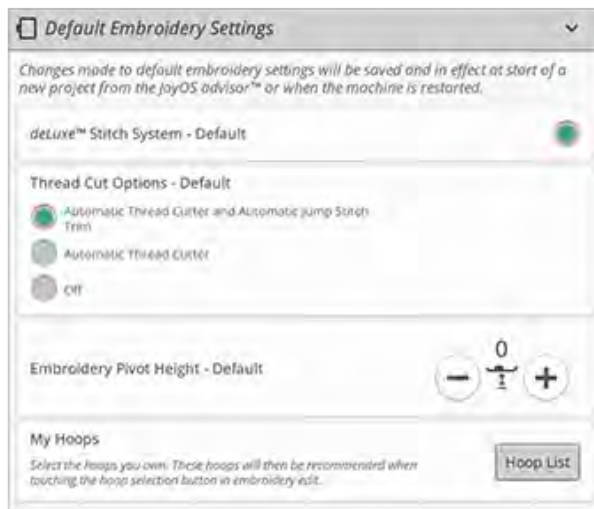 Default Embroidery Settings
Changes made to default embroidery settings will be saved and in effect at start of a
new project from the JoyOS advisor™ or when the machine is restarted.
deLuxe™ Stitch System - Default
Thread Cut Options - Default
Automatic Thread Cutter and Automatic Jump Stitch
Trim
Automatic Thread Cutter
Off
0
Embroidery Pivot Height - Default
My Hoops
Select the hoops you own. These hoops will then be recommended when
touching the hoop selection button in embroidery edit.
Hoop List